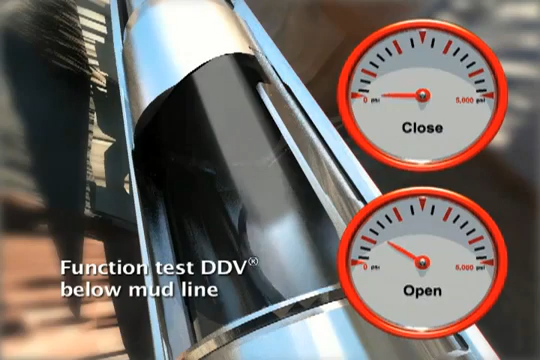 0 psi 5,000 psi
Close
0 psi 5,000 psi
Open
Function test DDV®
below mud line